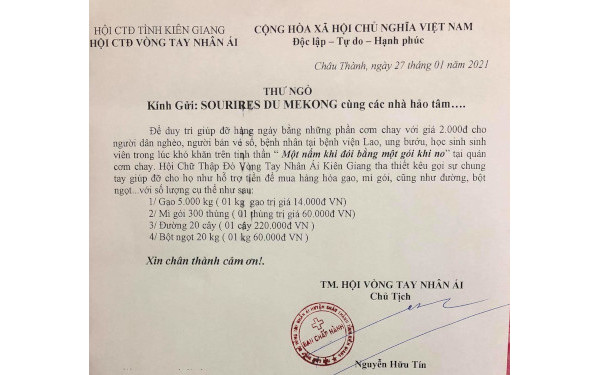 HỘI CTĐ TỈNH KIÊN GIANG
HỘI CTĐ VÒNG TAY NHÂN ÁI
CỘNG HÒA XÃ HỘI CHỦ NGHĨA VIỆT NAM
Độc lập – Tự do – Hạnh phúc
Châu Thành, ngày 27 tháng 01 năm 2021
THƯ NGỎ
Kính Gửi: SOURIRES DU MEKONG cùng các nhà hảo tâm….
Để duy trì giúp đỡ hàng ngày bằng những phần cơm chay với giá 2.000đ cho
người dân nghèo, người bán vé số, bệnh nhân tại bệnh viện Lao, ung bướu, học sinh sinh
viên trong lúc khó khăn trên tinh thần “ Một nắm khi đói bằng một gói khi no” tại quán
cơm chay. Hội Chữ Thập Đỏ Vòng Tay Nhân Ái Kiên Giang tha thiết kêu gọi sự chung
tay giúp đỡ cho họ như hỗ trợ tiền để mua hàng hóa gạo, mì gói, cũng như đường, bột
ngọt...với số lượng cụ thể như sau:
1/ Gạo 5.000 kg ( 01 kg gạo trị giá 14.000đ VN)
2/ Mì gói 300 thùng ( 01 thùng trị giá 60.000đ VN)
3/ Đường 20 cây ( 01 cây 220.000đ VN )
4/ Bột ngọt 20 kg ( 01 kg 60.000đ VN )
Xin chân thành cám ơn!.
TM. HỘI VÒNG TAY NHÂN ÁI
Chủ Tịch
BAN CHẤP HÀNH
Nguyễn Hữu Tín